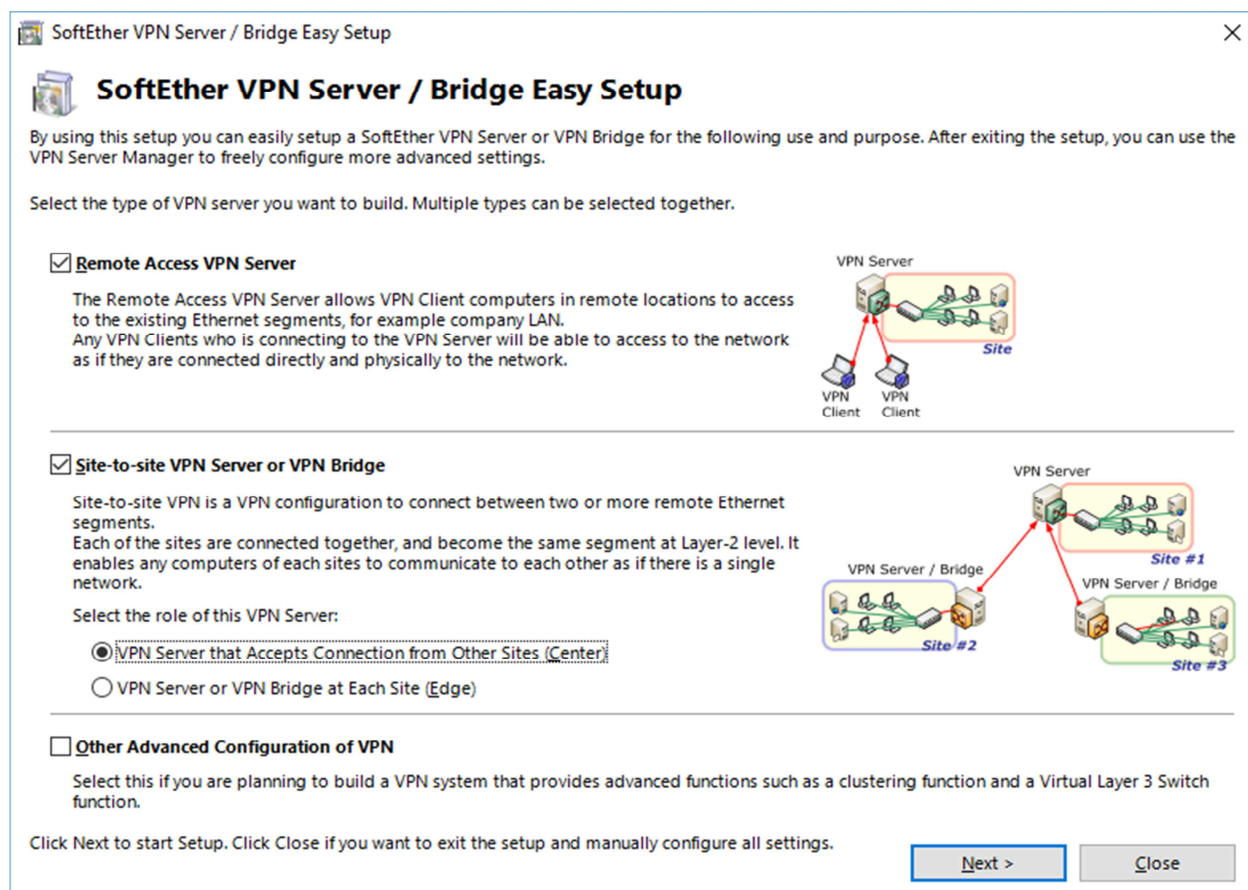 SoftEther VPN Server / Bridge Easy Setup
SoftEther VPN Server / Bridge Easy Setup
By using this setup you can easily setup a SoftEther VPN Server or VPN Bridge for the following use and purpose. After exiting the setup, you can use the
VPN Server Manager to freely configure more advanced settings.
Select the type of VPN server you want to build. Multiple types can be selected together.
Remote Access VPN Server
The Remote Access VPN Server allows VPN Client computers in remote locations to access
to the existing Ethernet segments, for example company LAN.
Any VPN Clients who is connecting to the VPN Server will be able to access to the network
as if they are connected directly and physically to the network.
VPN Server
Site
VPN
Client
VPN
Client
Site-to-site VPN Server or VPN Bridge
Site-to-site VPN is a VPN configuration to connect between two or more remote Ethernet
segments.
Each of the sites are connected together, and become the same segment at Layer-2 level. It
enables any computers of each sites to communicate to each other as if there is a single
network.
Select the role of this VPN Server:
VPN Server that Accepts Connection from Other Sites (Center)
VPN Server or VPN Bridge at Each Site (Edge)
VPN Server
Site #1
VPN Server / Bridge
Site #2
VPN Server / Bridge
Site #3
Other Advanced Configuration of VPN
Select this if you are planning to build a VPN system that provides advanced functions such as a clustering function and a Virtual Layer 3 Switch
function.
Click Next to start Setup. Click Close if you want to exit the setup and manually configure all settings.
Next >
Close